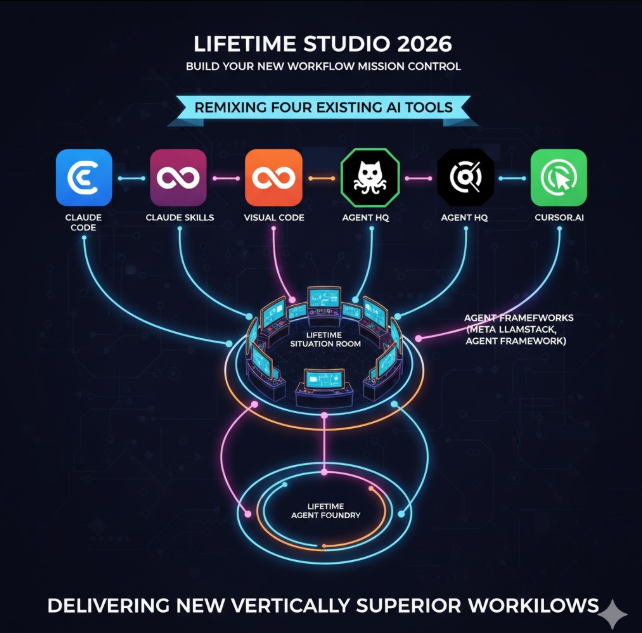 LIFETIME STUDIO 2026
BUILD YOUR NEW WORKFLOW MISSION CONTROL
REMIXING FOUR EXISTING AI TOOLS
CLAUDE
CODE
CLAUDE SKILLS
VISUAL CODE
AGENT HQ
AGENT HQ
CURSOR.AI
LIFETIME
SITUATION ROOM
AGENT FRAMEFWORKS
(META LLAMSTACK,
AGENT FRAMEWORK)
LIFETIME
AGENT FOUNDRY
DELIVERING NEW VERTICALLY SUPERIOR WORKILOWS